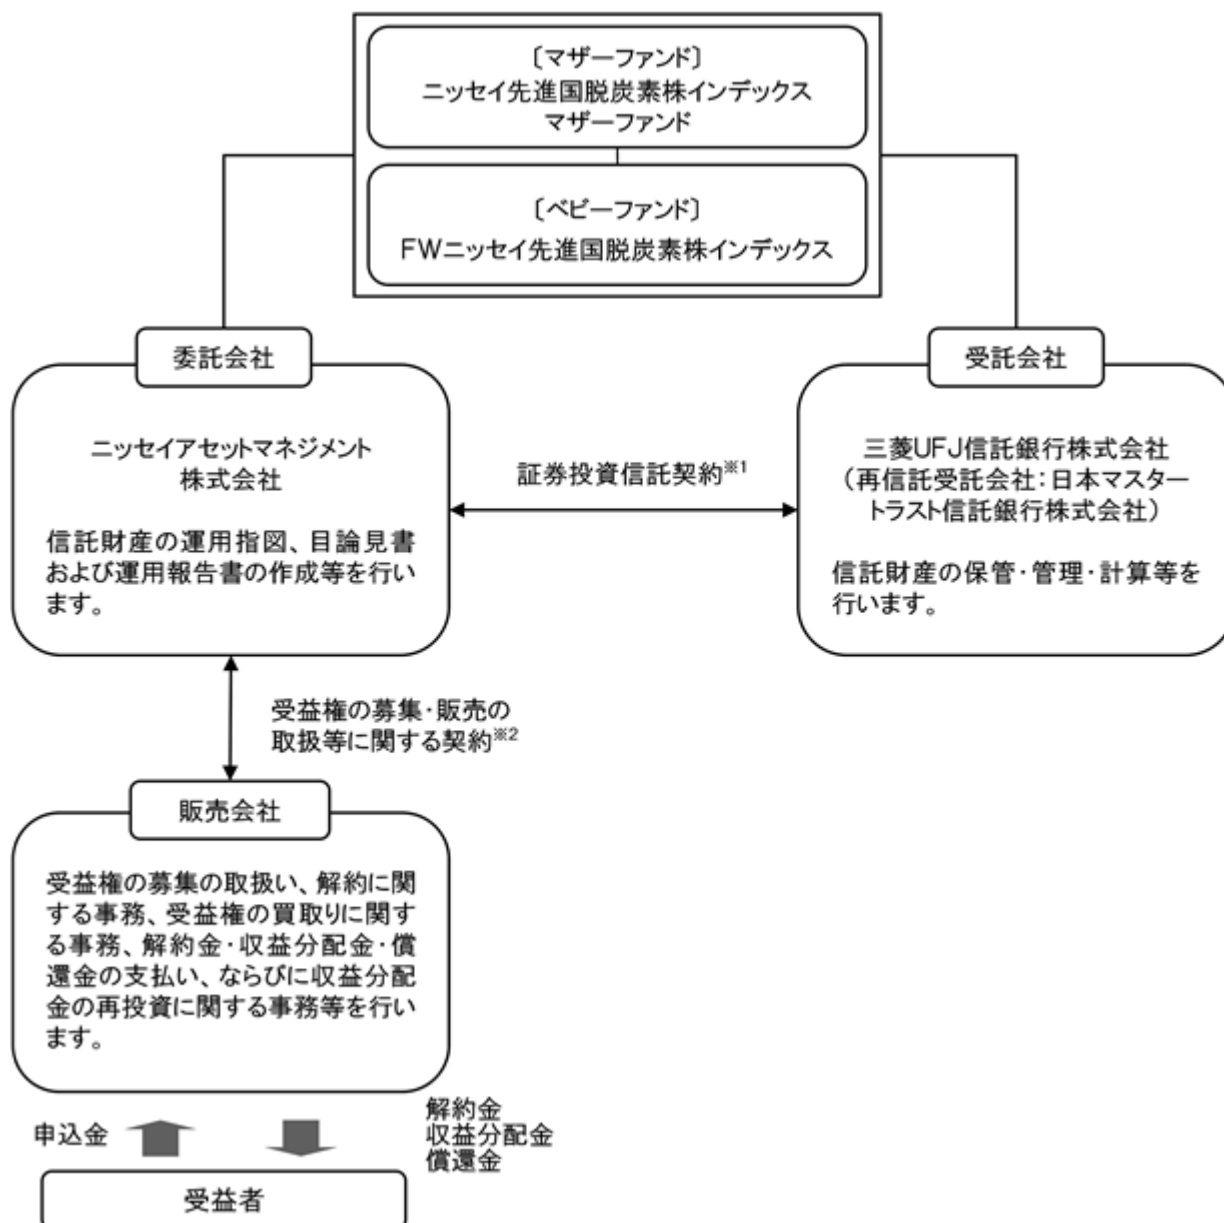 〔マザーファンド〕
ニッセイ先進国脱炭素株インデックス
マザーファンド
〔ベビーファンド〕
FWニッセイ先進国脱炭素株インデックス
委託会社
ニッセイアセットマネジメント
株式会社
信託財産の運用指図、目論見書
および運用報告書の作成等を行い
ます。
証券投資信託契約※1
受託会社
三菱UFJ信託銀行株式会社
（再信託受託会社：日本マスター
トラスト信託銀行株式会社）
信託財産の保管・管理・計算等を
行います。
受益権の募集・販売の
取扱等に関する契約※2
販売会社
受益権の募集の取扱い、解約に関
する事務、受益権の買取りに関す
る事務、解約金・収益分配金・償
還金の支払い、ならびに収益分配
金の再投資に関する事務等を行い
ます。
申込金
解約金
収益分配金
償還金
受益者